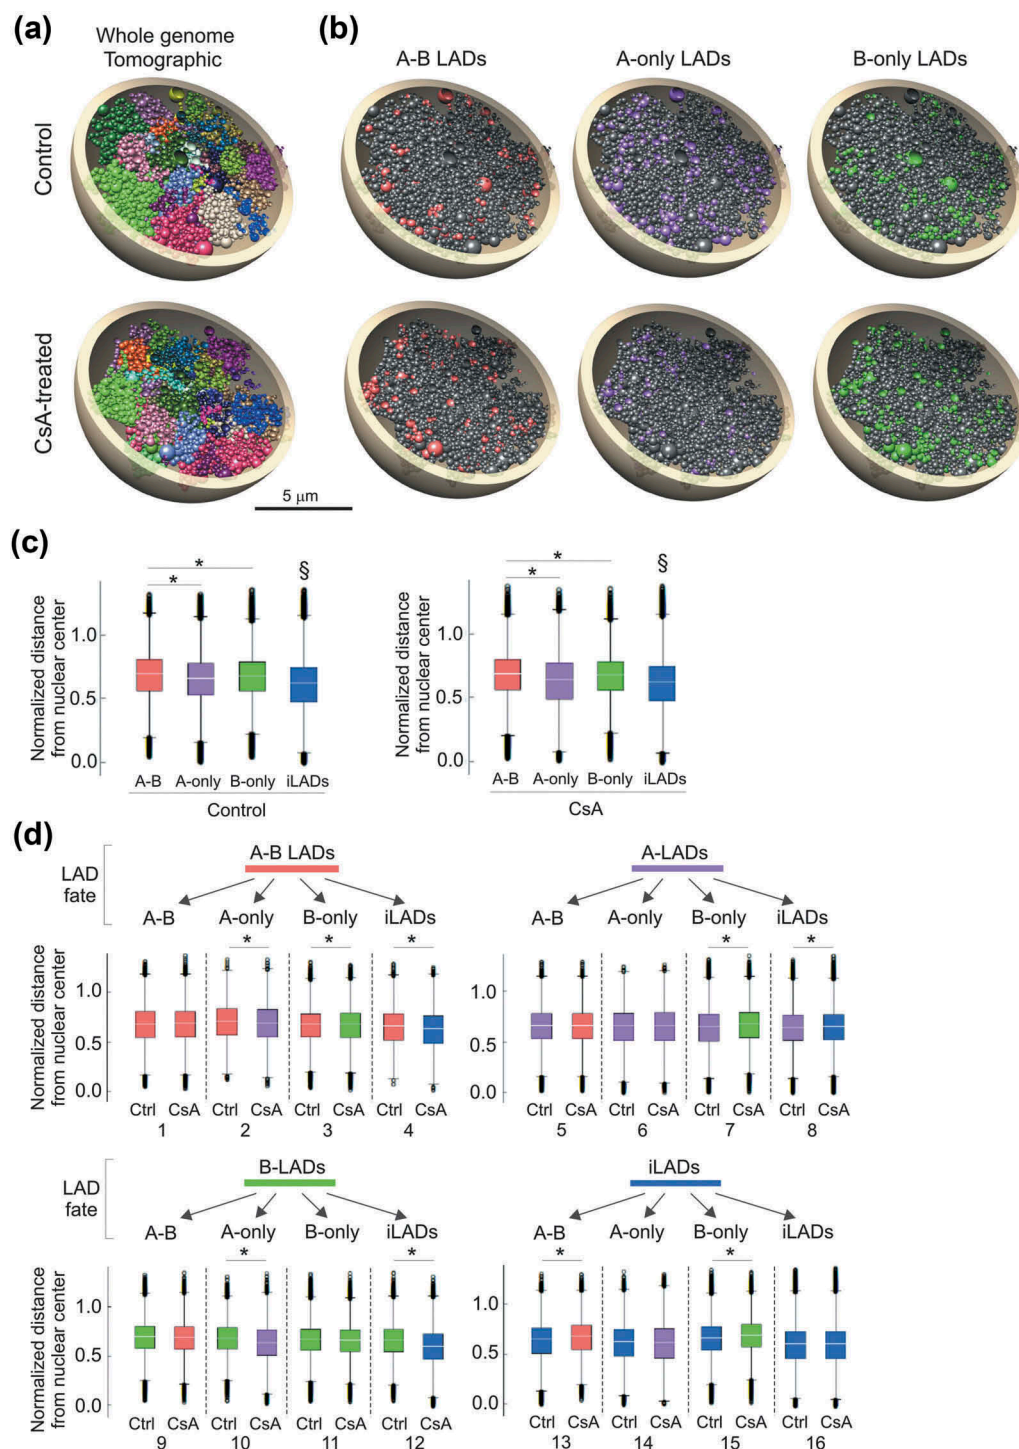 (a)
(b)
Whole genome
Tomographic
A-B LADs
A-only LADs
B-only LADs
Control
CsA-treated
5 μm
(c)
Normalized distance
from nuclear center
1.0
0.5
0.0
*
*
§
A-B
A-only
B-only
iLADs
Control
Normalized distance
from nuclear center
1.0
0.5
0.0
*
*
§
A-B
A-only
B-only
iLADs
CsA
(d)
LAD
fate
A-B LADs
A-B
A-only
B-only
iLADs
* * *
Normalized distance
from nuclear center
1.0
0.5
0.0
Ctrl CsA Ctrl CsA Ctrl CsA Ctrl CsA
1 2 3 4
A-LADs
A-B
A-only
B-only
iLADs
* *
1.0
0.5
0.0
Ctrl CsA Ctrl CsA Ctrl CsA Ctrl CsA
5 6 7 8
LAD
fate
B-LADs
A-B
A-only
B-only
iLADs
* *
Normalized distance
from nuclear center
1.0
0.5
0.0
Ctrl CsA Ctrl CsA Ctrl CsA Ctrl CsA
9 10 11 12
iLADs
A-B
A-only
B-only
iLADs
* *
1.0
0.5
0.0
Ctrl CsA Ctrl CsA Ctrl CsA Ctrl CsA
13 14 15 16